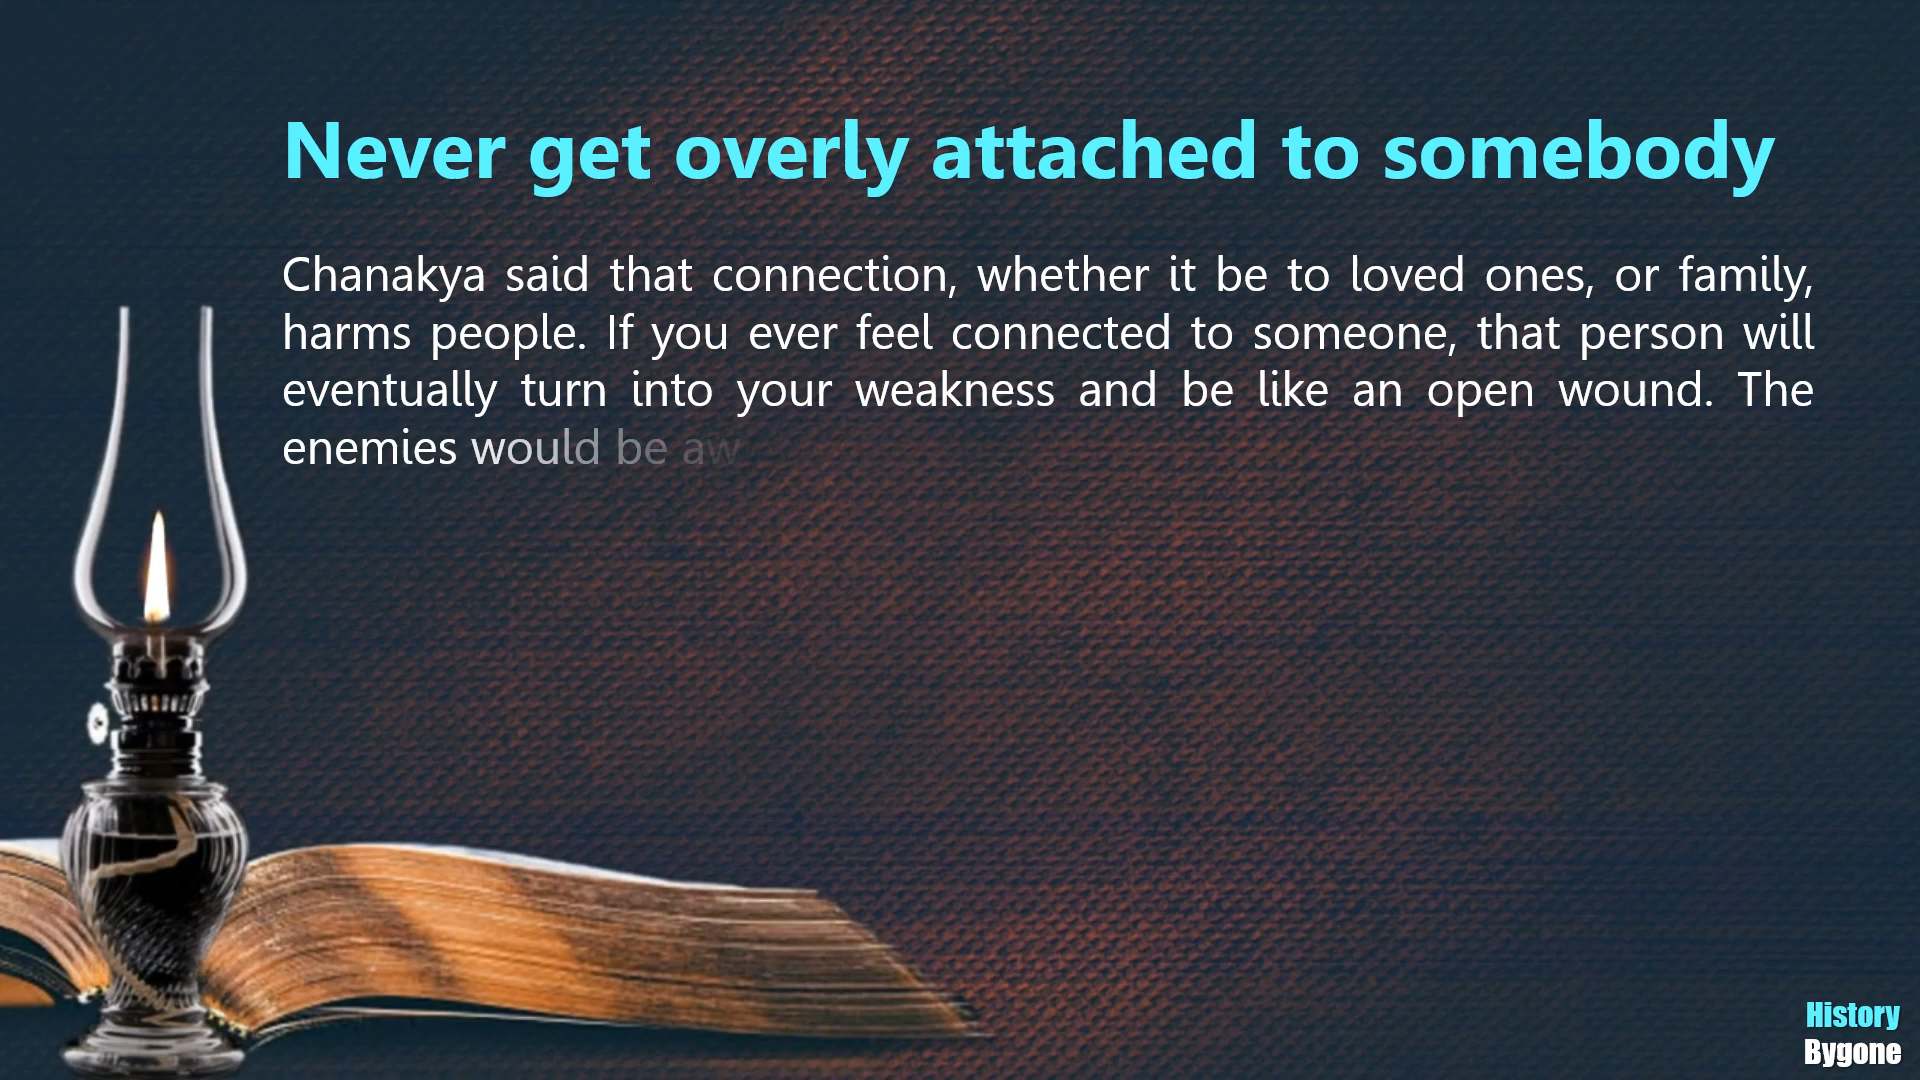 Never get overly attached to somebody
Chanakya said that connection, whether it be to loved ones, or family,
harms people. If you ever feel connected to someone, that person will
eventually turn into your weakness and be like an open wound. The
enemies would be aw
History
Bygone